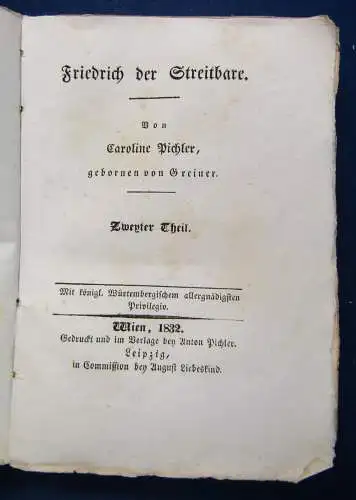 Friedrich der Streitbare.
Von
Caroline Pichler,
gebornen von Greiner.
Zweyter Theil.
Mit königl. Würtembergischem allergnädigsten
Privilegio.
Wien, 1832.
Gedruckt und im Verlage bey Anton Pichler.
Leipzig,
in Commission bey August Liebeskind.